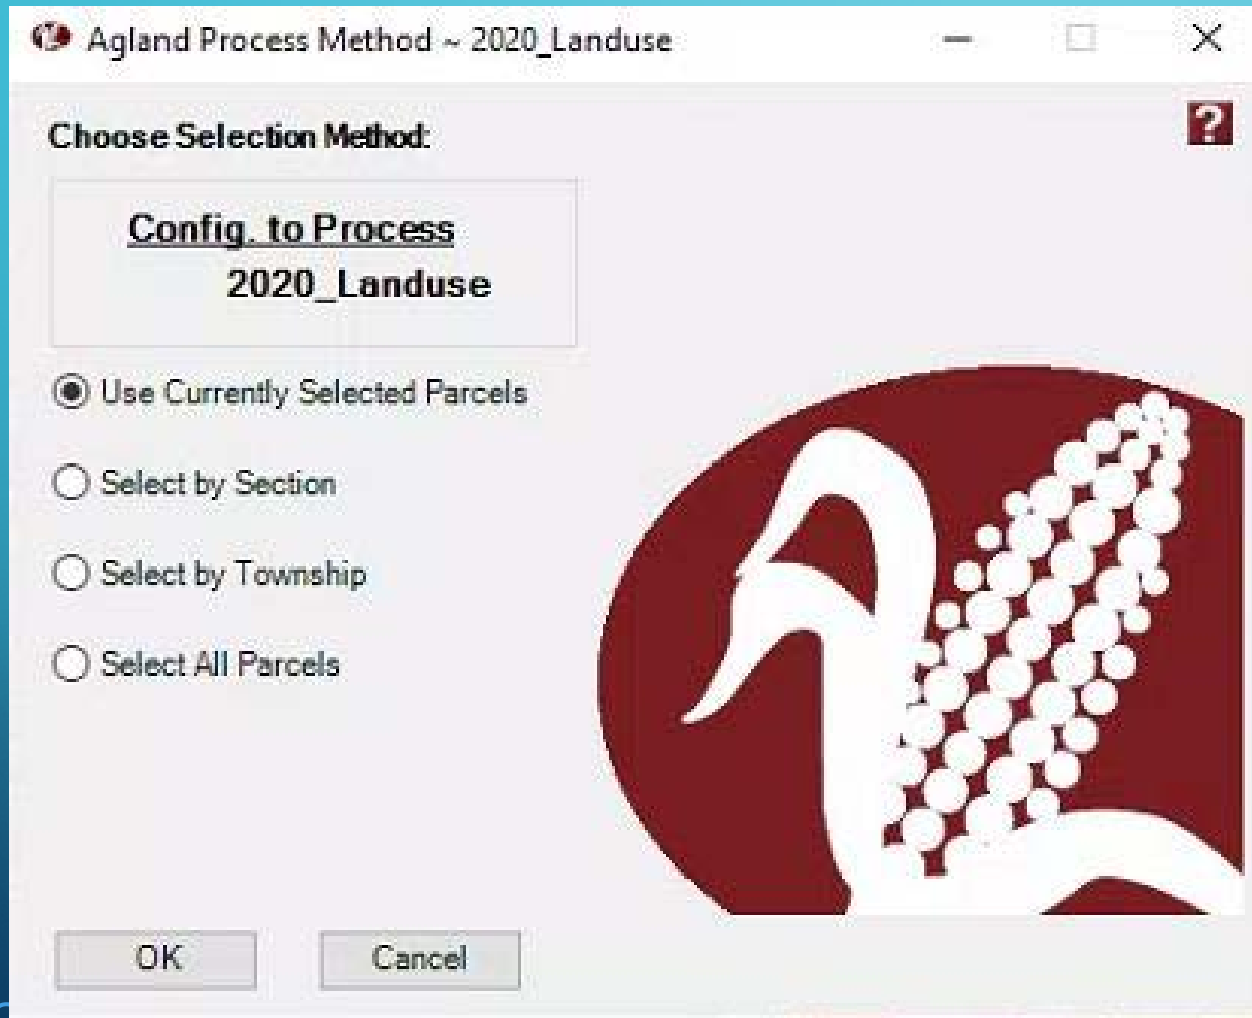 Agland Process Method ~ 2020_Landuse
Choose Selection Method:
?
Config. to Process
2020_Landuse
Use Currently Selected Parcels
Select by Section
Select by Township
Select All Parcels
OK
Cancel